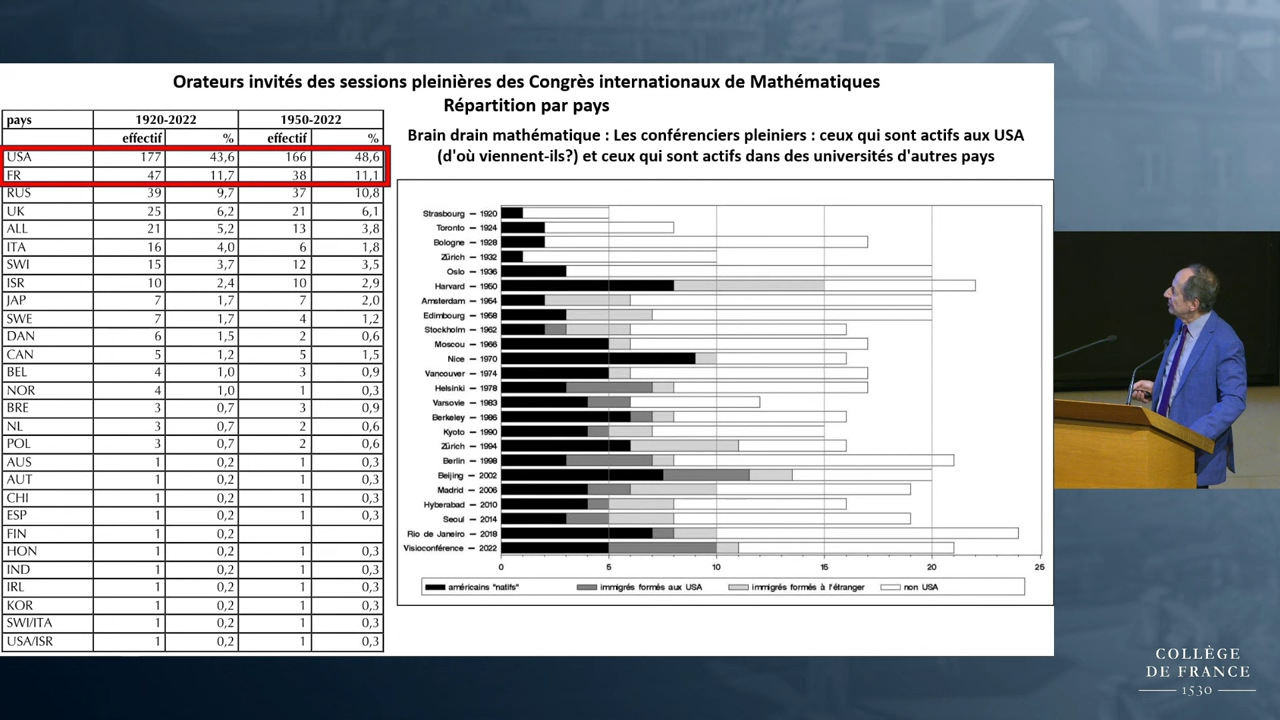 Orateurs invités des sessions pleinières des Congrès internationaux de Mathématiques
Répartition par pays
pays 1920-2022 1950-2022
effectif % effectif %
USA 177 43,6 166 48,6
FR 47 11,7 38 11,1
RUS 39 9,7 37 10,8
UK 25 6,2 21 6,1
ALL 21 5,2 13 3,8
ITA 16 4,0 6 1,8
SWI 15 3,7 12 3,5
ISR 10 2,4 10 2,9
JAP 7 1,7 7 2,0
SWE 7 1,7 4 1,2
DAN 6 1,5 2 0,6
CAN 5 1,2 5 1,5
BEL 4 1,0 3 0,9
NOR 4 1,0 1 0,3
BRE 3 0,7 3 0,9
NL 3 0,7 2 0,6
POL 3 0,7 2 0,6
AUS 1 0,2 1 0,3
AUT 1 0,2 1 0,3
CHI 1 0,2 1 0,3
ESP 1 0,2 1 0,3
FIN 1 0,2
HON 1 0,2 1 0,3
IND 1 0,2 1 0,3
IRL 1 0,2 1 0,3
KOR 1 0,2 1 0,3
SWI/ITA 1 0,2 1 0,3
USA/ISR 1 0,2 1 0,3
Brain drain mathématique : Les conférenciers pleiniers : ceux qui sont actifs aux USA
(d'où viennent-ils?) et ceux qui sont actifs dans des universités d'autres pays
Strasbourg – 1920
Toronto – 1924
Bologne – 1928
Zürich – 1932
Oslo – 1936
Harvard – 1950
Amsterdam – 1954
Edimbourg – 1958
Stockholm – 1962
Moscou – 1966
Nice – 1970
Vancouver – 1974
Helsinki – 1978
Varsovie – 1983
Berkeley – 1986
Kyoto – 1990
Zürich – 1994
Berlin – 1998
Beijing – 2002
Madrid – 2006
Hyberabad – 2010
Seoul – 2014
Rio de Janeiro – 2018
Visioconférence – 2022
0 5 10 15 20 25
américains "natifs" immigrés formés aux USA immigrés formés à l'étranger non USA
COLLÈGE
DE FRANCE
1530